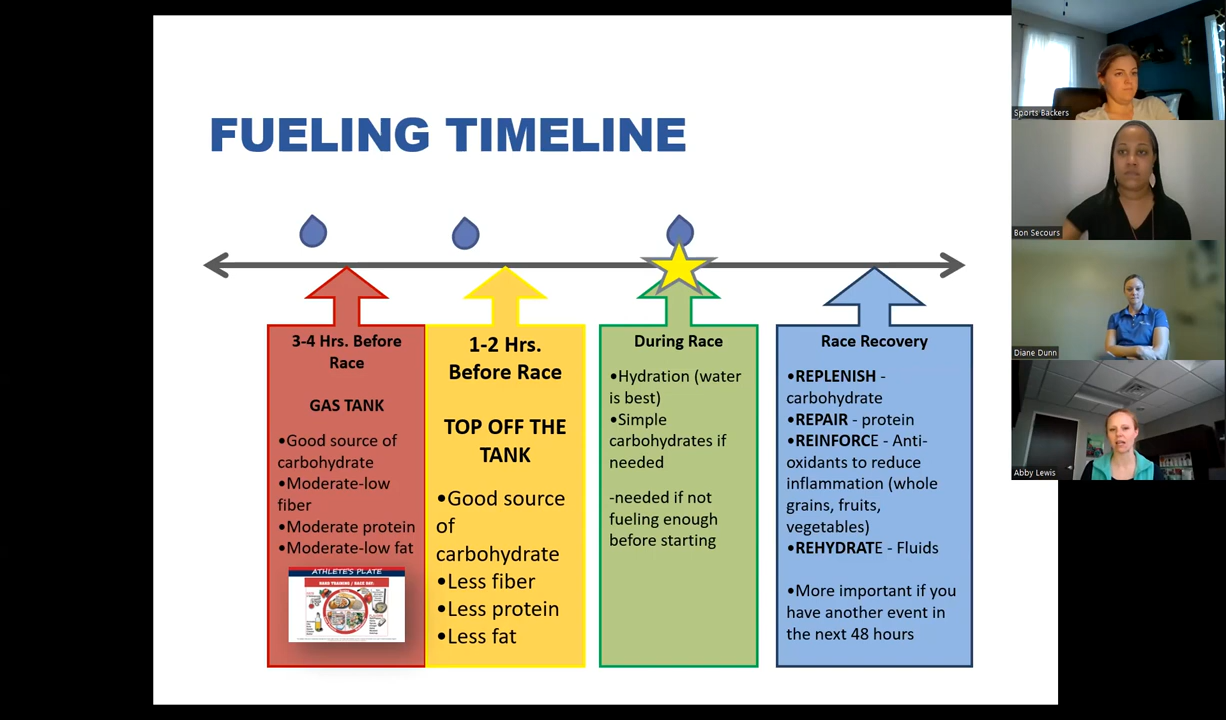 FUELING TIMELINE
3-4 Hrs. Before
Race
GAS TANK
•Good source of
carbohydrate
•Moderate-low
fiber
•Moderate protein
•Moderate-low fat
ATHLETE'S PLATE
HARD TRAINING / RACE DAY:
1-2 Hrs.
Before Race
TOP OFF THE
TANK
•Good source
of
carbohydrate
•Less fiber
•Less protein
•Less fat
During Race
•Hydration (water
is best)
•Simple
carbohydrates if
needed
-needed if not
fueling enough
before starting
Race Recovery
•REPLENISH -
carbohydrate
•REPAIR - protein
•REINFORCE - Anti-
oxidants to reduce
inflammation (whole
grains, fruits,
vegetables)
•REHYDRATE - Fluids
•More important if you
have another event in
the next 48 hours
Sports Backers
Bon Secours
Diane Dunn
Abby Lewis